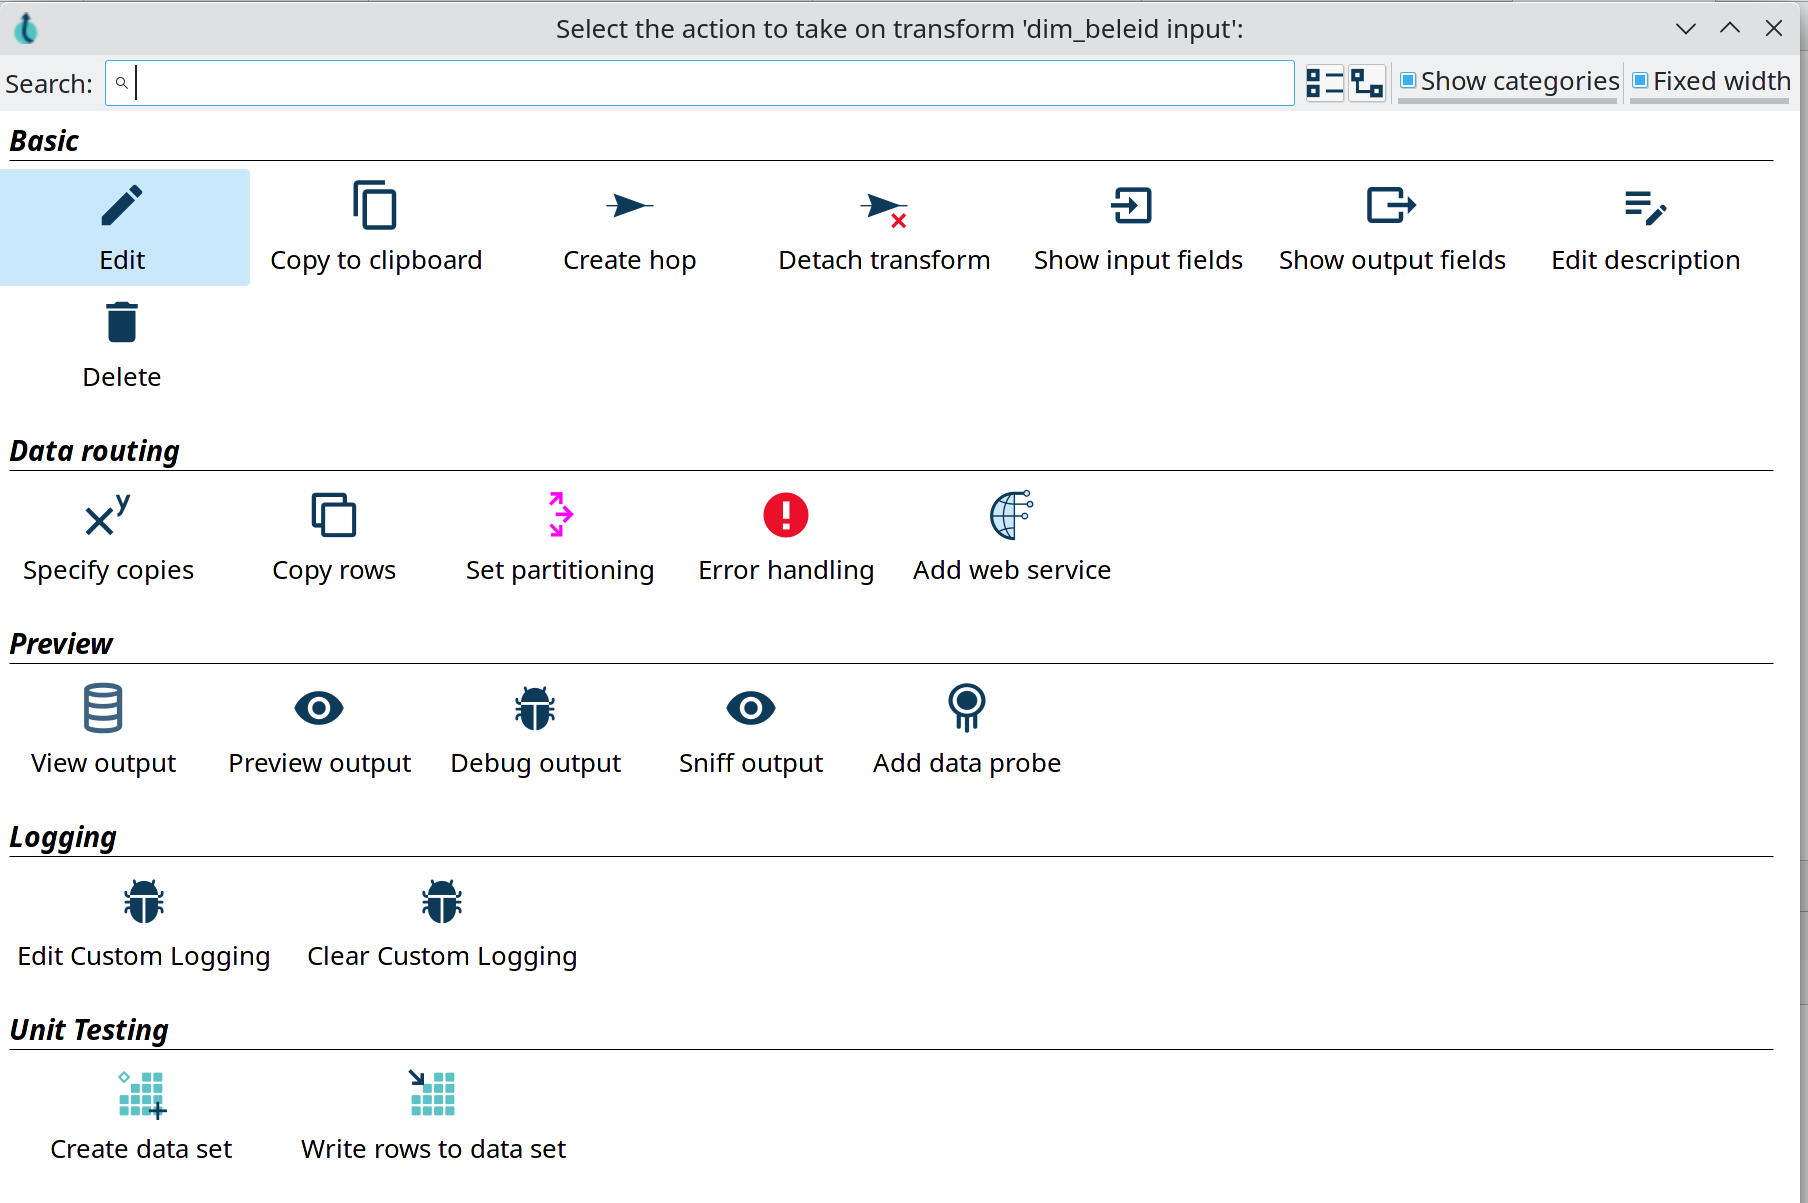 Select the action to take on transform 'dim_beleid input':
Search:
Show categories
Fixed width
Basic
Edit
Copy to clipboard
Create hop
Detach transform
Show input fields
Show output fields
Edit description
Delete
Data routing
Specify copies
Copy rows
Set partitioning
Error handling
Add web service
Preview
View output
Preview output
Debug output
Sniff output
Add data probe
Logging
Edit Custom Logging
Clear Custom Logging
Unit Testing
Create data set
Write rows to data set